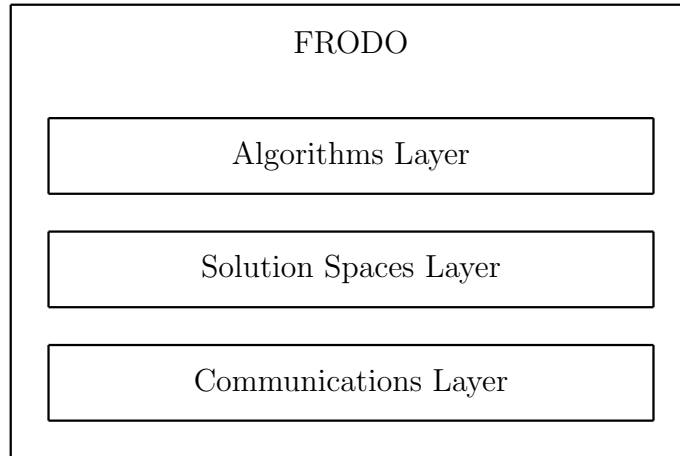 FRODO
Algorithms Layer
Solution Spaces Layer
Communications Layer